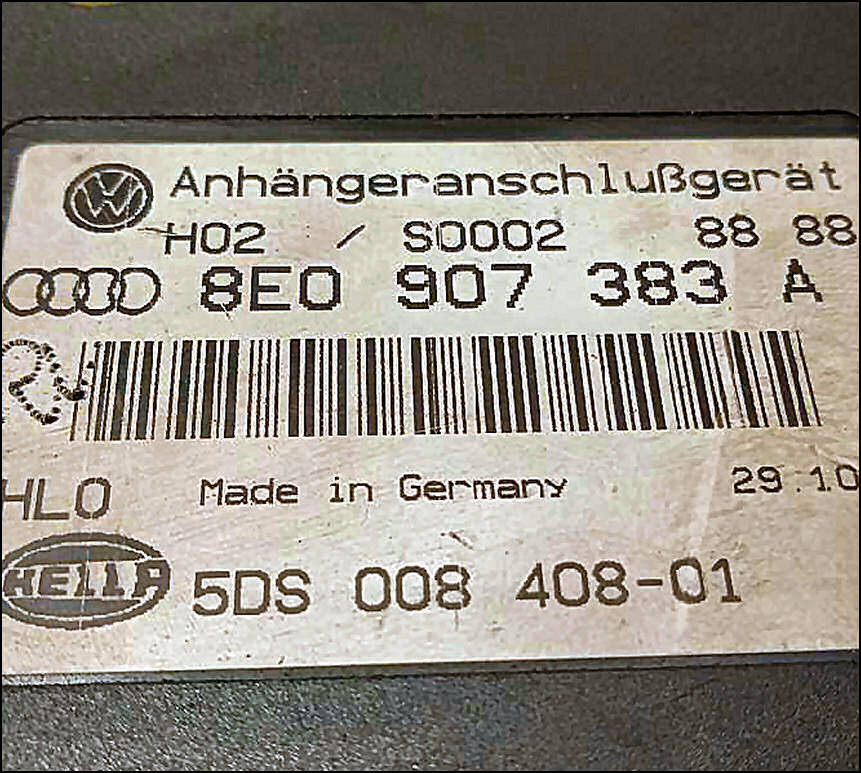 Anhängeranschlußgerät
H02 / S0002 88 88
8E0 907 383 A
HLO Made in Germany 29.10
HELLA 5DS 008 408-01